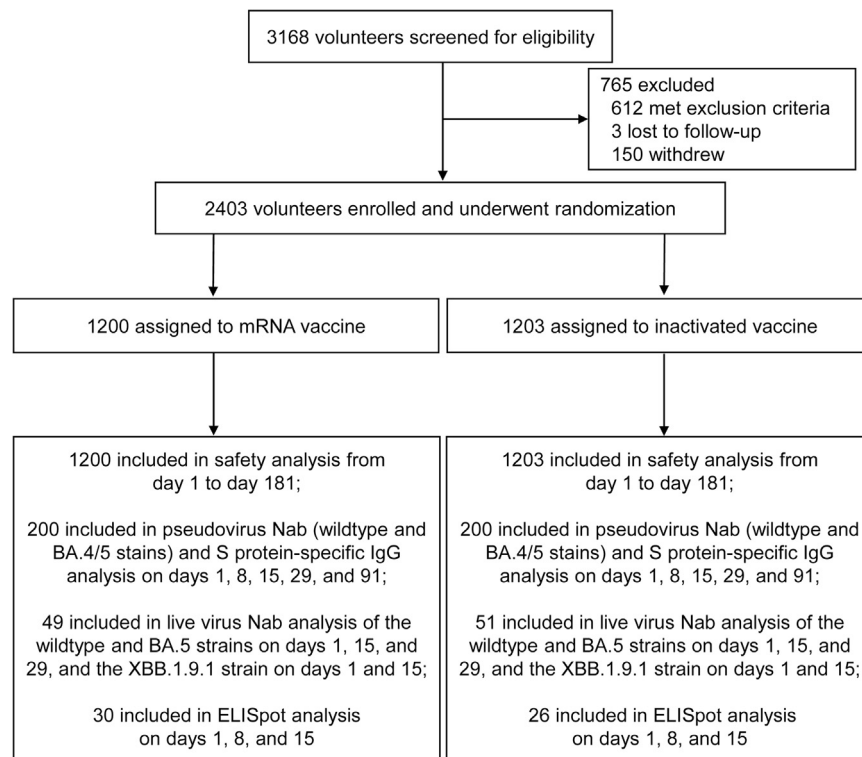 3168 volunteers screened for eligibility
765 excluded
612 met exclusion criteria
3 lost to follow-up
150 withdrew
2403 volunteers enrolled and underwent randomization
1200 assigned to mRNA vaccine
1203 assigned to inactivated vaccine
1200 included in safety analysis from
day 1 to day 181;
200 included in pseudovirus Nab (wildtype and
BA.4/5 stains) and S protein-specific IgG
analysis on days 1, 8, 15, 29, and 91;
49 included in live virus Nab analysis of the
wildtype and BA.5 strains on days 1, 15, and
29, and the XBB.1.9.1 strain on days 1 and 15;
30 included in ELISpot analysis
on days 1, 8, and 15
1203 included in safety analysis from
day 1 to day 181;
200 included in pseudovirus Nab (wildtype and
BA.4/5 stains) and S protein-specific IgG
analysis on days 1, 8, 15, 29, and 91;
51 included in live virus Nab analysis of the
wildtype and BA.5 strains on days 1, 15, and
29, and the XBB.1.9.1 strain on days 1 and 15;
26 included in ELISpot analysis
on days 1, 8, and 15